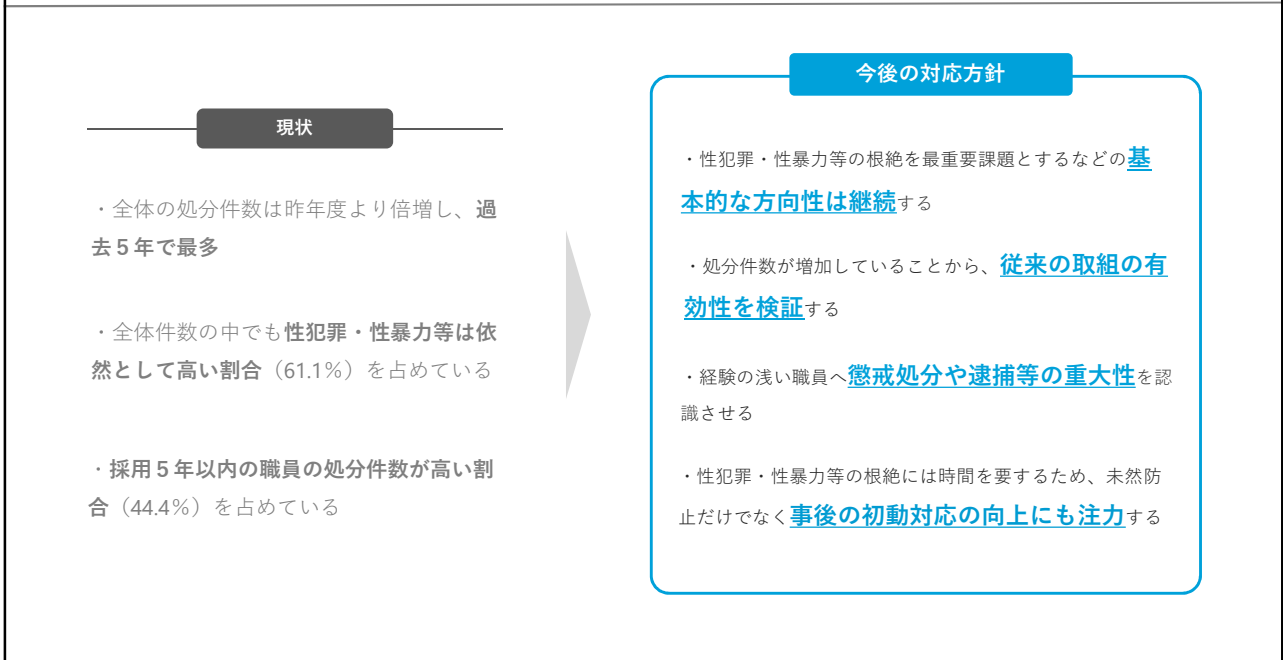 現状
・全体の処分件数は昨年度より倍増し、過
去５年で最多
・全体件数の中でも性犯罪・性暴力等は依
然として高い割合（61.1％）を占めている
・採用５年以内の職員の処分件数が高い割
合（44.4％）を占めている
今後の対応方針
・性犯罪・性暴力等の根絶を最重要課題とするなどの基
本的な方向性は継続する
・処分件数が増加していることから、従来の取組の有
効性を検証する
・経験の浅い職員へ懲戒処分や逮捕等の重大性を認
識させる
・性犯罪・性暴力等の根絶には時間を要するため、未然防
止だけでなく事後の初動対応の向上にも注力する